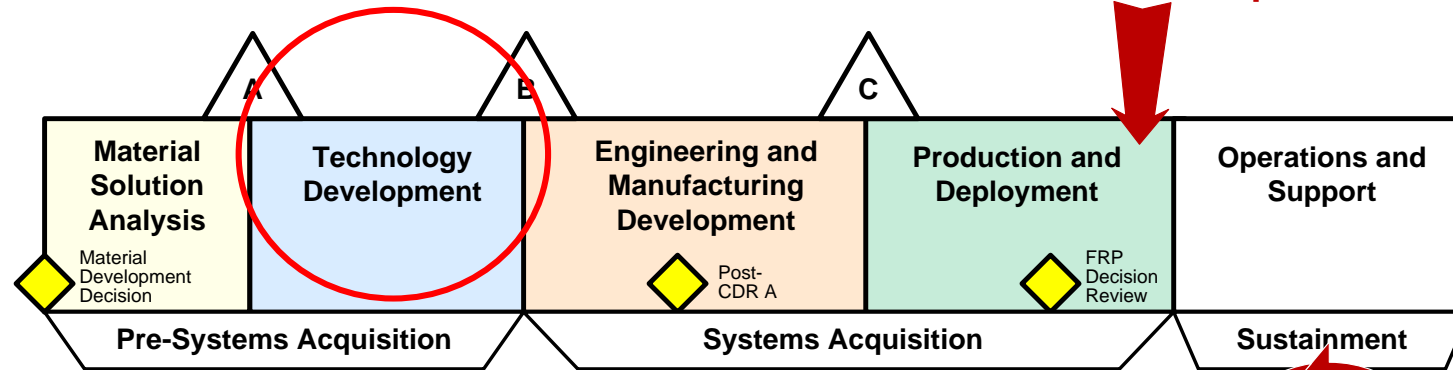 A
B
C
Material
Solution
Analysis
Material
Development
Decision
Technology
Development
Engineering and
Manufacturing
Development
Post-
CDR A
Production and
Deployment
FRP
Decision
Review
Operations and
Support
Pre-Systems Acquisition
Systems Acquisition
Sustainment